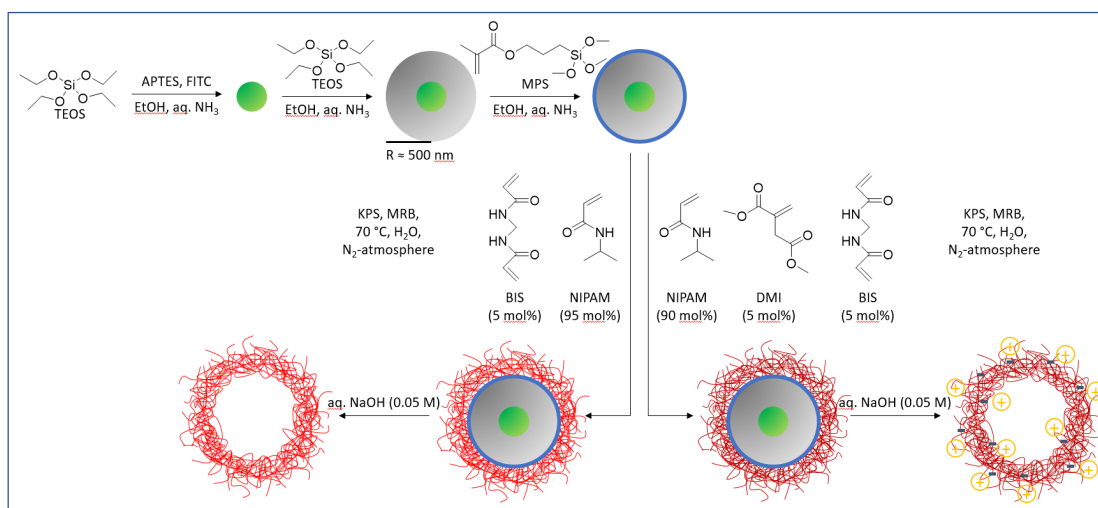 TEOS
APTES, FITC
EtOH, aq. NH3
TEOS
EtOH, aq. NH3
R ≈ 500 nm
MPS
EtOH, aq. NH3
KPS, MRB,
70 °C, H2O,
N2-atmosphere
BIS
(5 mol%)
NIPAM
(95 mol%)
NIPAM
(90 mol%)
DMI
(5 mol%)
BIS
(5 mol%)
KPS, MRB,
70 °C, H2O,
N2-atmosphere
aq. NaOH (0.05 M)
aq. NaOH (0.05 M)